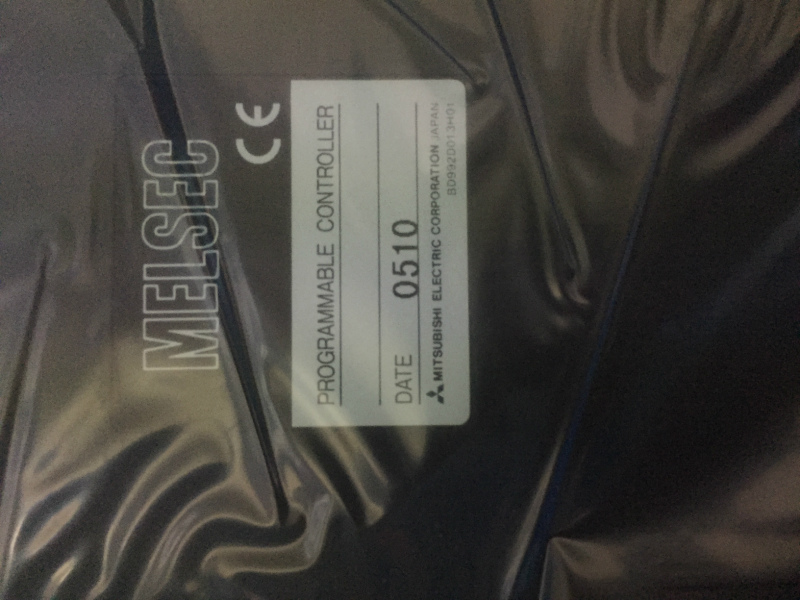 MELSEC
CE
PROGRAMMABLE CONTROLLER
DATE 0510
MITSUBISHI ELECTRIC CORPORATION JAPAN
BD992D013H01